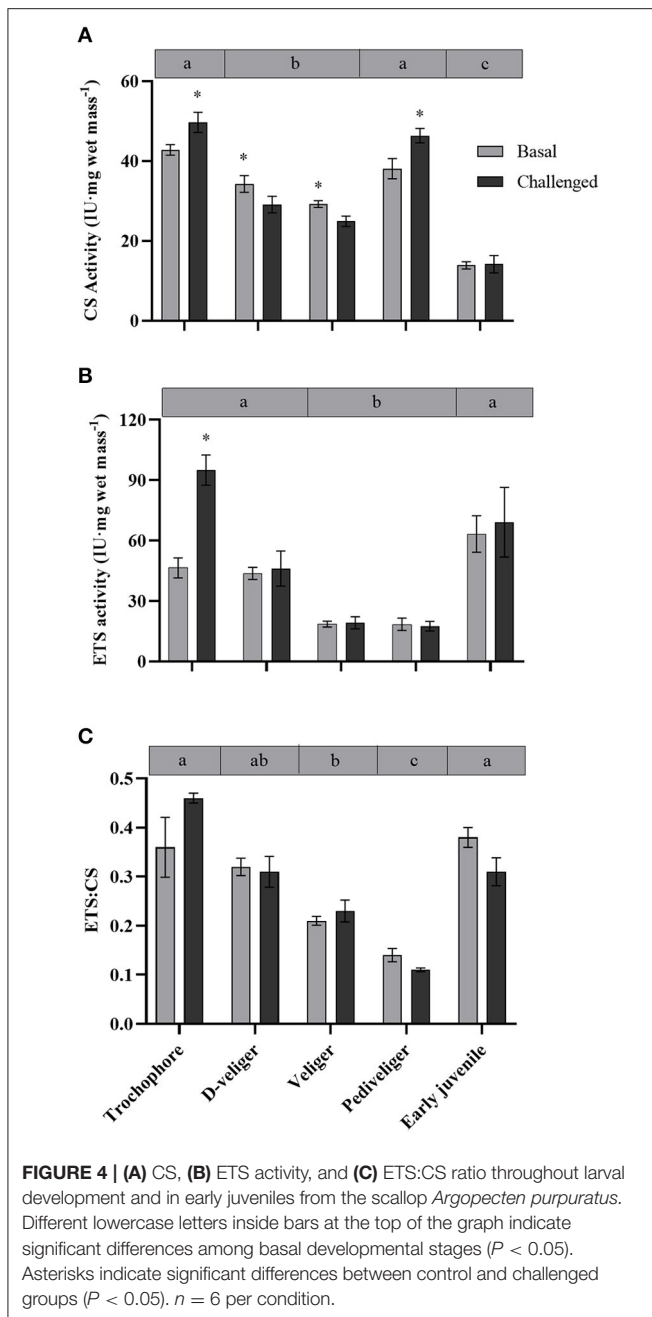 A
a b a c
60
40
20
0
CS Activity (IU·mg wet mass-1)
* * * *
Basal
Challenged
B
a b a
120
90
60
30
0
ETS activity (IU·mg wet mass-1)
*
C
a ab b c a
0.5
0.4
0.3
0.2
0.1
0.0
ETS:CS
Trochophore
D-veliger
Veliger
Pediveliger
Early juvenile
FIGURE 4 | (A) CS, (B) ETS activity, and (C) ETS:CS ratio throughout larval
development and in early juveniles from the scallop Argopecten purpuratus.
Different lowercase letters inside bars at the top of the graph indicate
significant differences among basal developmental stages (P < 0.05).
Asterisks indicate significant differences between control and challenged
groups (P < 0.05). n = 6 per condition.